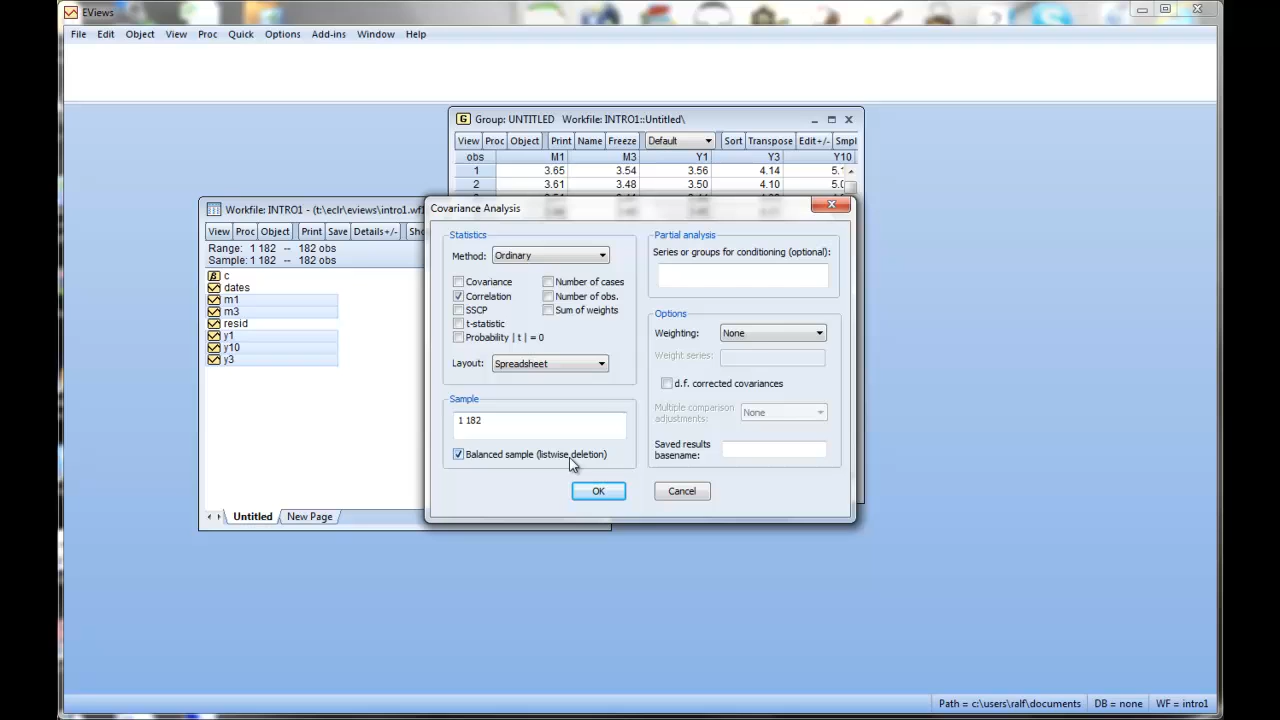 EViews
File Edit Object View Proc Quick Options Add-ins Window Help
G Group: UNTITLED Workfile: INTRO1::Untitled\
View Proc Object Print Name Freeze Default Sort Transpose Edit+/- Smpl
obs M1 M3 Y1 Y3 Y10
1 3.65 3.54 3.56 4.14
2 3.61 3.48 3.50 4.10
Workfile: INTRO1 - (t:\eclr\eviews\intro1.wf1
View Proc Object Print Save Details+/-
Range: 1 182 -- 182 obs
Sample: 1 182 -- 182 obs
β c
dates
m1
m3
resid
y1
y10
y3
Untitled New Page
Covariance Analysis
Statistics
Method: Ordinary
Covariance Number of cases
Correlation Number of obs.
SSCP Sum of weights
t-statistic
Probability | t | = 0
Layout: Spreadsheet
Sample
1 182
Balanced sample (listwise deletion)
Partial analysis
Series or groups for conditioning (optional):
Options
Weighting: None
Weight series:
d.f. corrected covariances
Multiple comparison
adjustments: None
Saved results
basename:
OK Cancel
Path = c:\users\ralf\documents DB = none WF = intro1